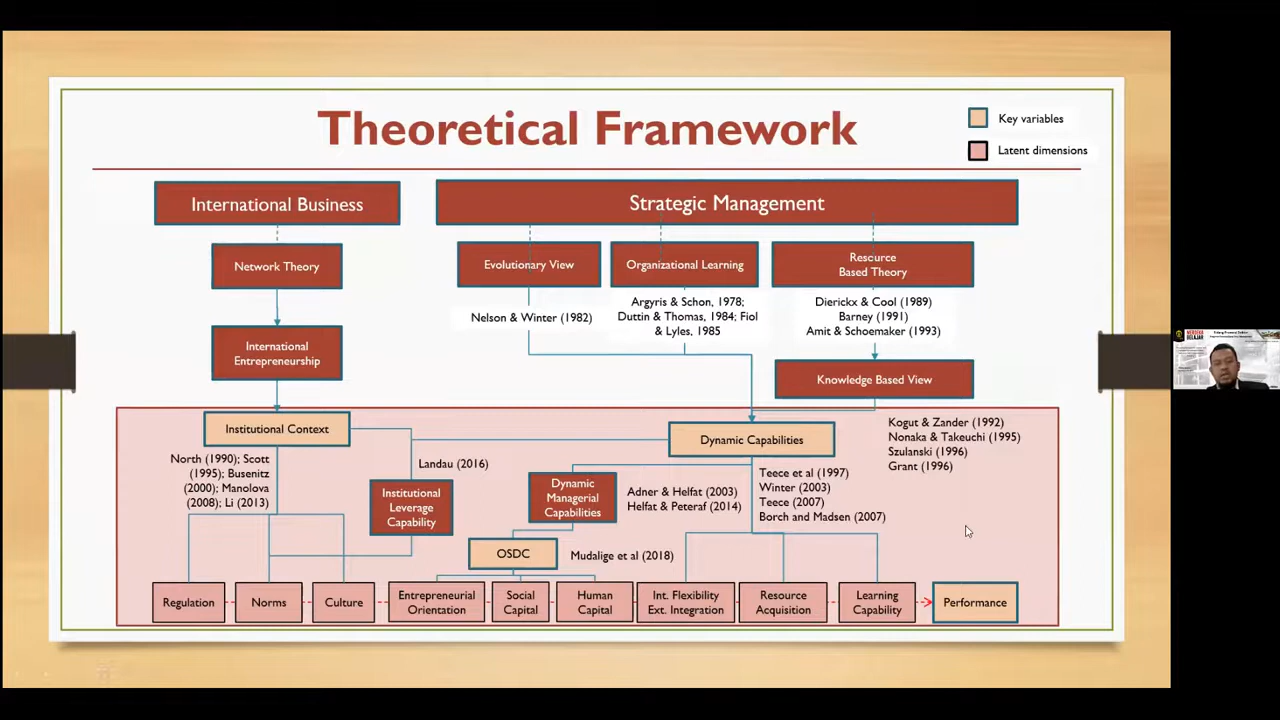 Theoretical Framework
Key variables
Latent dimensions
International Business
Strategic Management
Network Theory
Evolutionary View
Organizational Learning
Resource
Based Theory
Nelson & Winter (1982)
Argyris & Schon, 1978;
Duttin & Thomas, 1984; Fiol
& Lyles, 1985
Dierickx & Cool (1989)
Barney (1991)
Amit & Schoemaker (1993)
International
Entrepreneurship
Knowledge Based View
Institutional Context
Dynamic Capabilities
Kogut & Zander (1992)
Nonaka & Takeuchi (1995)
Szulanski (1996)
Grant (1996)
North (1990); Scott
(1995); Busenitz
(2000); Manolova
(2008); Li (2013)
Landau (2016)
Institutional
Leverage
Capability
Dynamic
Managerial
Capabilities
Adner & Helfat (2003)
Helfat & Peteraf (2014)
Teece et al (1997)
Winter (2003)
Teece (2007)
Borch and Madsen (2007)
OSDC
Mudalige et al (2018)
Regulation
Norms
Culture
Entrepreneurial
Orientation
Social
Capital
Human
Capital
Int. Flexibility
Ext. Integration
Resource
Acquisition
Learning
Capability
Performance
MERDEKA
BELAJAR